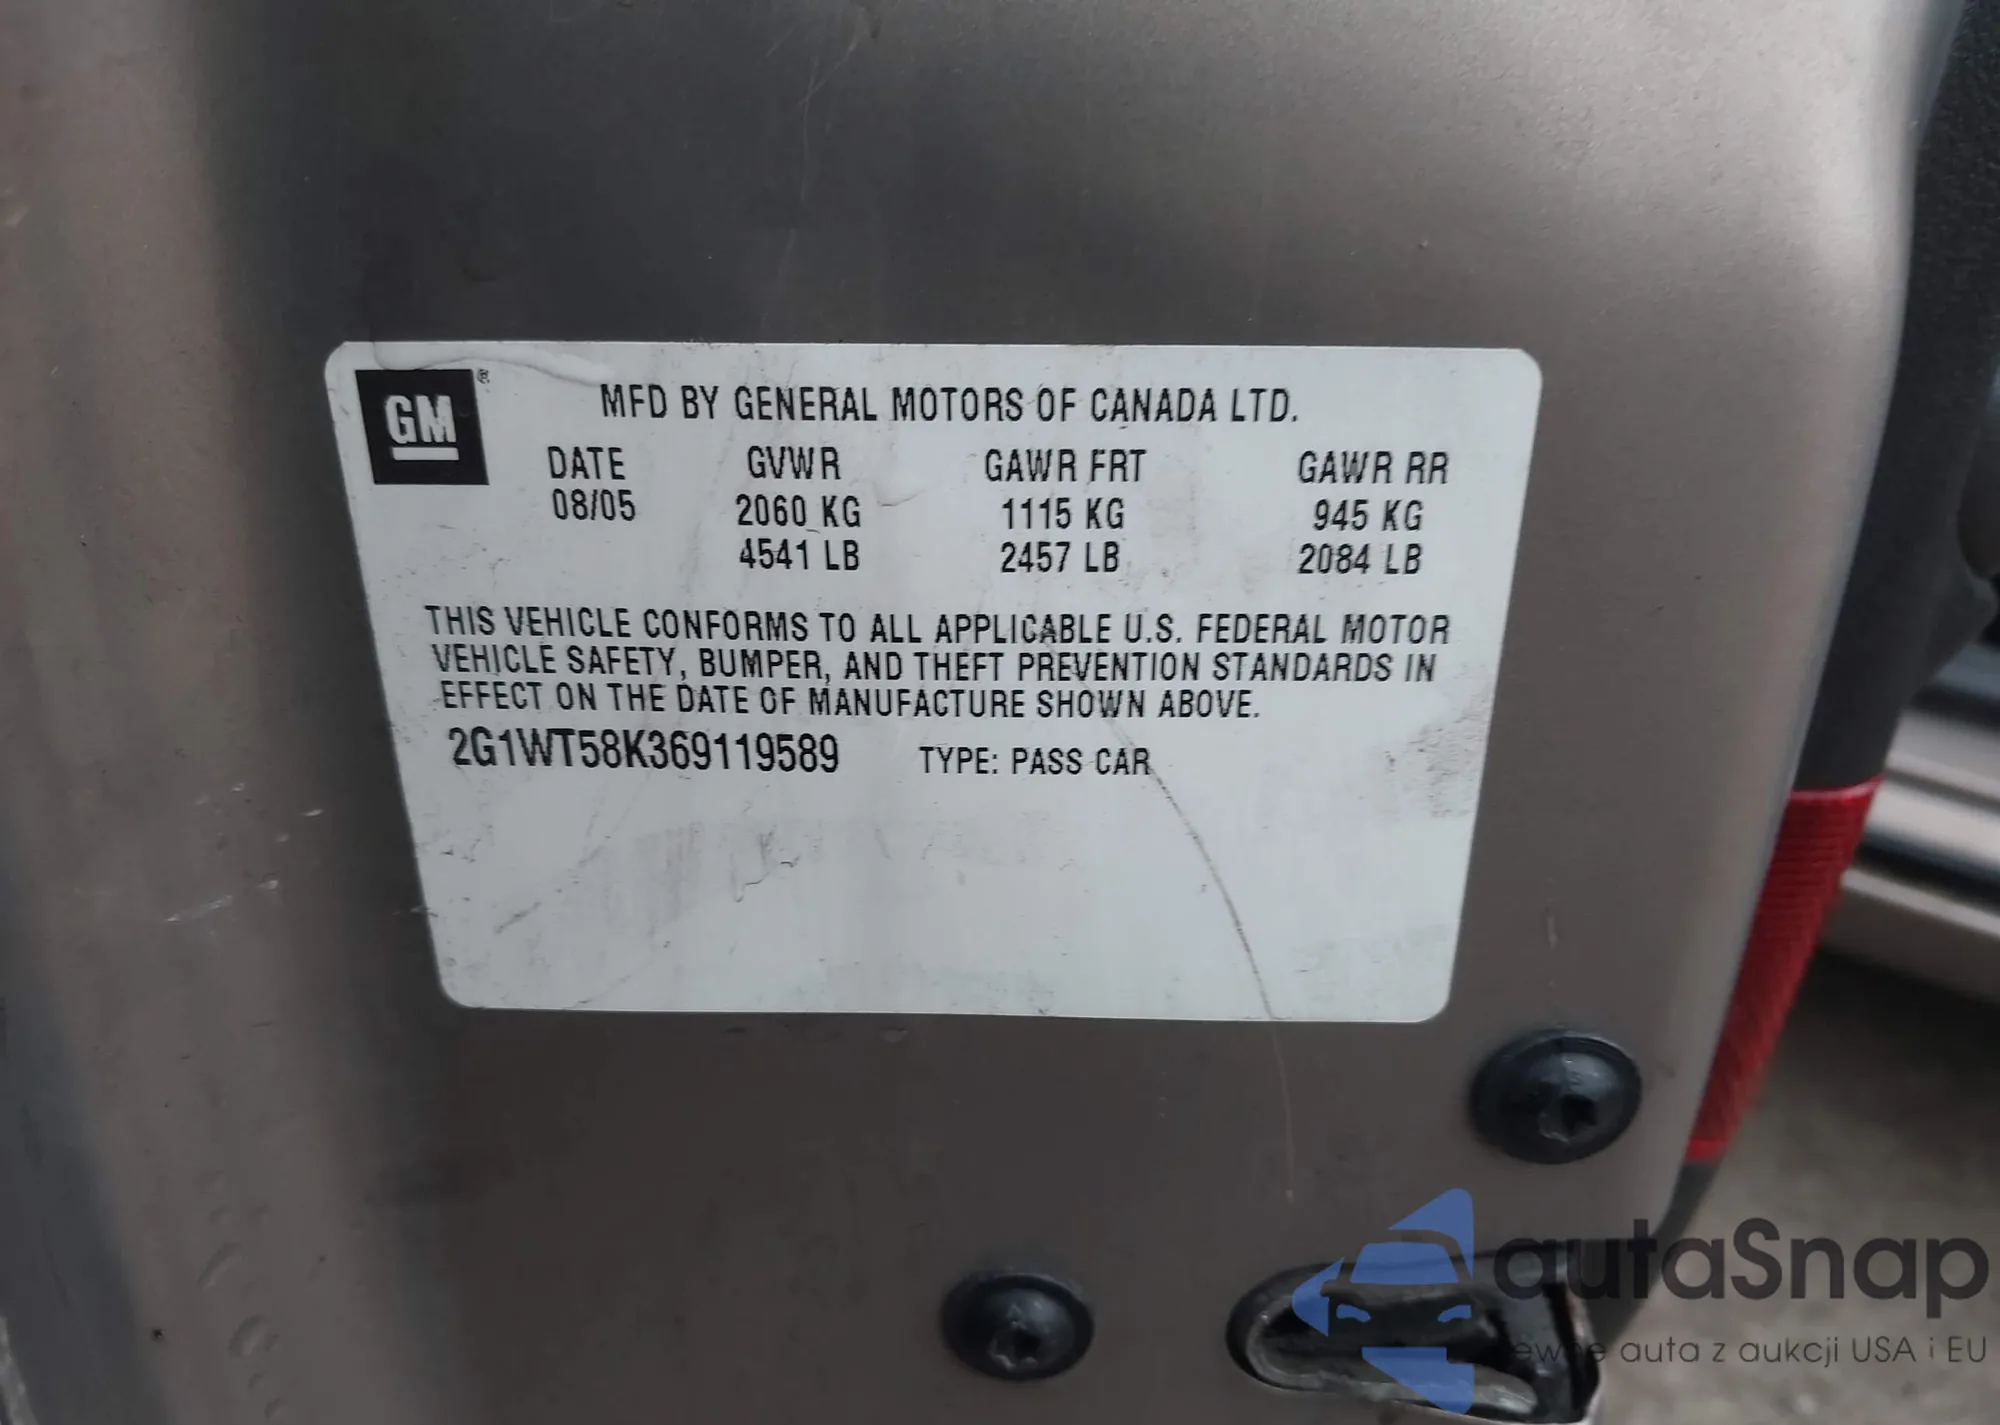 GM ®
MFD BY GENERAL MOTORS OF CANADA LTD.
DATE GVWR GAWR FRT GAWR RR
08/05 2060 KG 1115 KG 945 KG
4541 LB 2457 LB 2084 LB
THIS VEHICLE CONFORMS TO ALL APPLICABLE U.S. FEDERAL MOTOR
VEHICLE SAFETY, BUMPER, AND THEFT PREVENTION STANDARDS IN
EFFECT ON THE DATE OF MANUFACTURE SHOWN ABOVE.
2G1WT58K369119589 TYPE: PASS CAR
autaSnap
auta z aukcji USA i EU